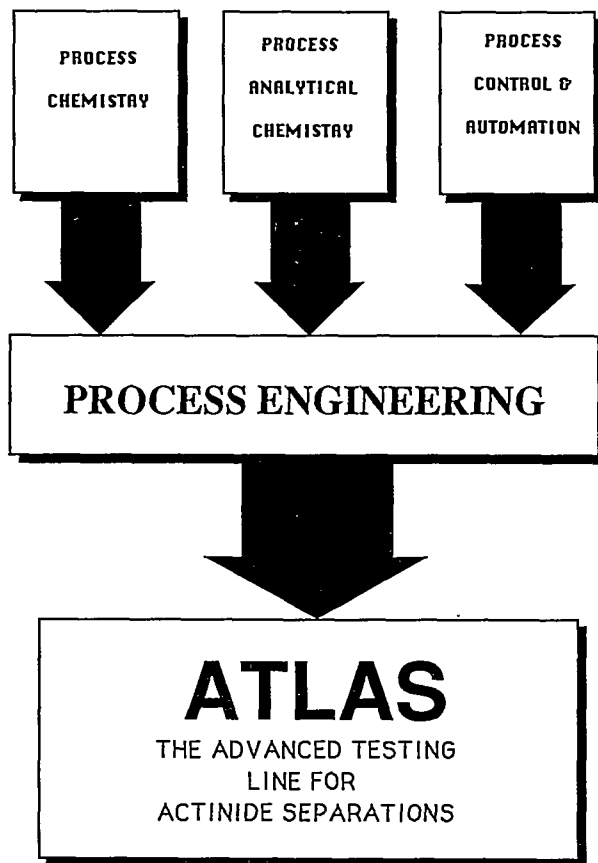 PROCESS
CHEMISTRY
PROCESS
ANALYTICAL
CHEMISTRY
PROCESS
CONTROL &
AUTOMATION
PROCESS ENGINEERING
ATLAS
THE ADVANCED TESTING
LINE FOR
ACTINIDE SEPARATIONS